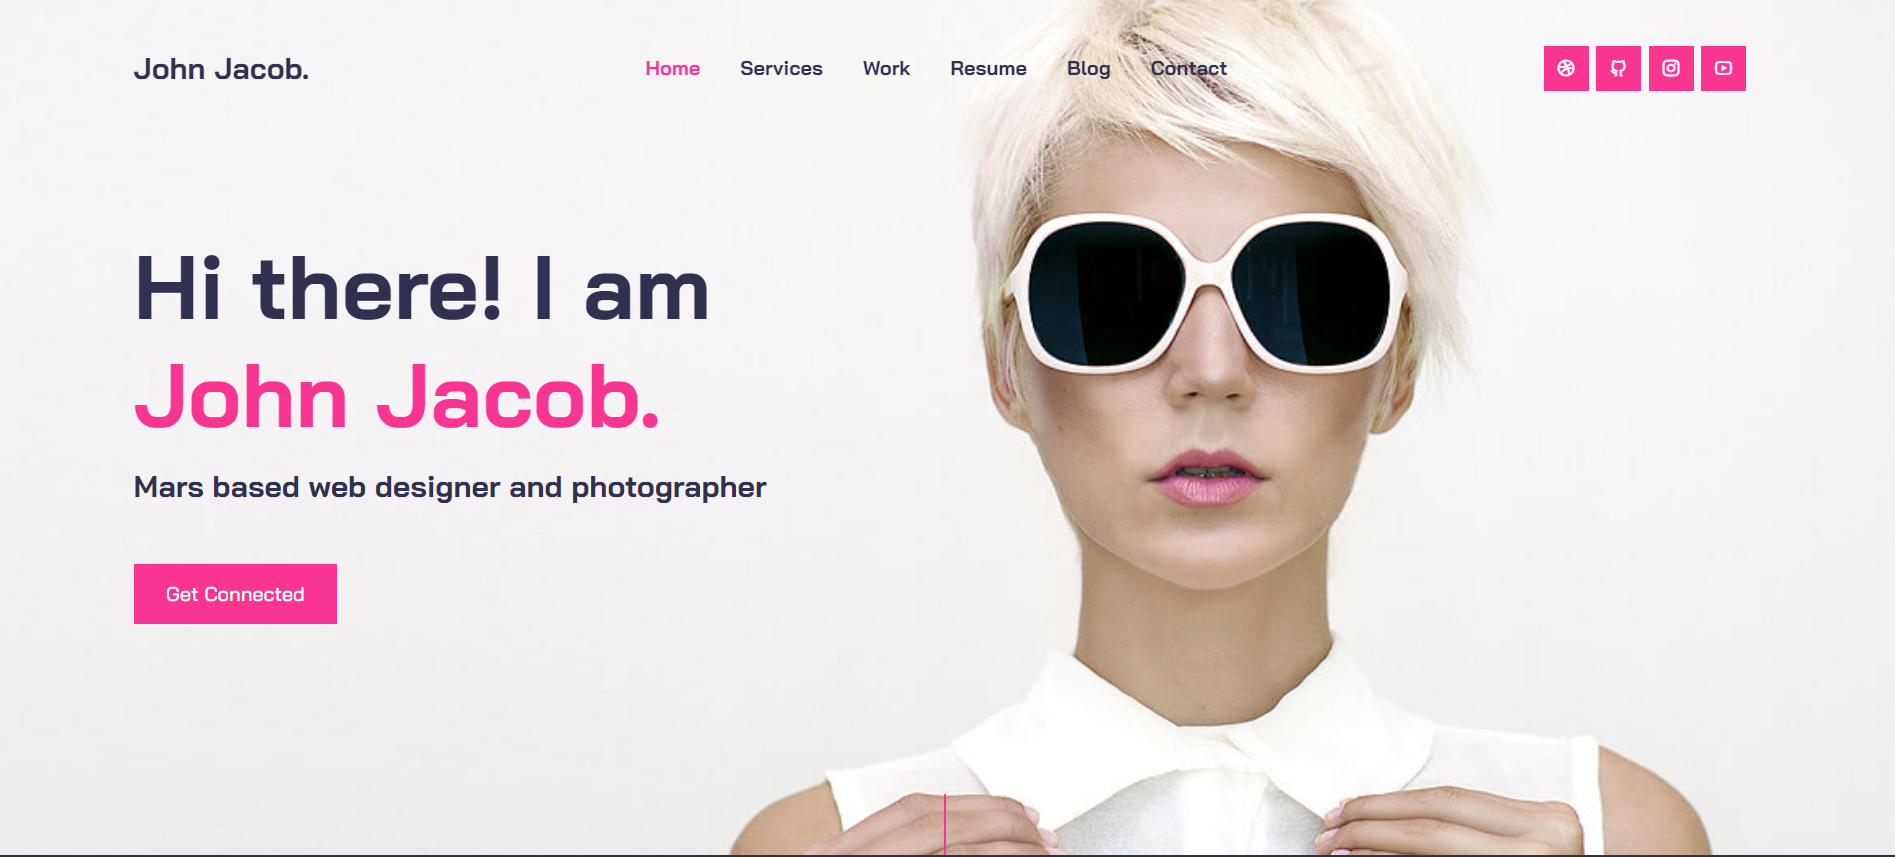 John Jacob.
Home Services Work Resume Blog Contact
Hi there! I am
John Jacob.
Mars based web designer and photographer
Get Connected